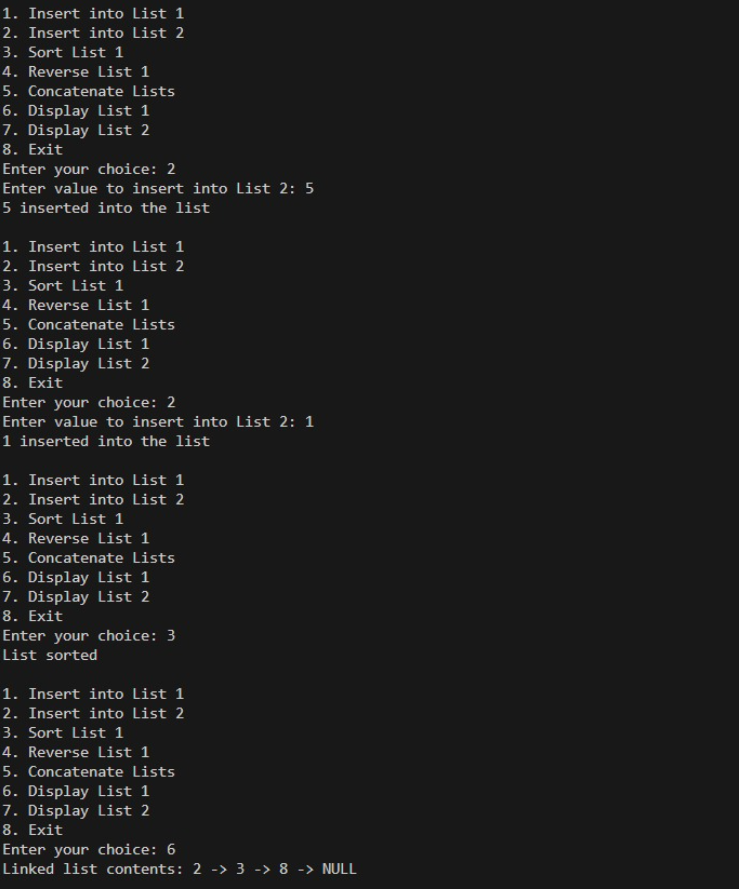 1. Insert into List 1
2. Insert into List 2
3. Sort List 1
4. Reverse List 1
5. Concatenate Lists
6. Display List 1
7. Display List 2
8. Exit
Enter your choice: 2
Enter value to insert into List 2: 5
5 inserted into the list

1. Insert into List 1
2. Insert into List 2
3. Sort List 1
4. Reverse List 1
5. Concatenate Lists
6. Display List 1
7. Display List 2
8. Exit
Enter your choice: 2
Enter value to insert into List 2: 1
1 inserted into the list

1. Insert into List 1
2. Insert into List 2
3. Sort List 1
4. Reverse List 1
5. Concatenate Lists
6. Display List 1
7. Display List 2
8. Exit
Enter your choice: 3
List sorted

1. Insert into List 1
2. Insert into List 2
3. Sort List 1
4. Reverse List 1
5. Concatenate Lists
6. Display List 1
7. Display List 2
8. Exit
Enter your choice: 6
Linked list contents: 2 -> 3 -> 8 -> NULL